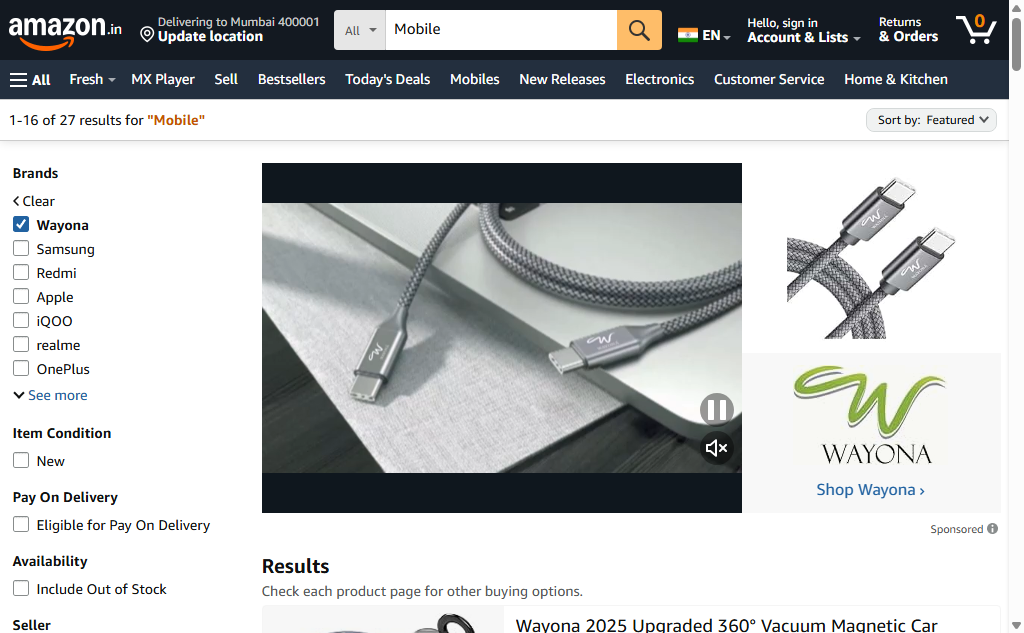 amazon.in
Delivering to Mumbai 400001
Update location
All
Mobile
EN
Hello, sign in
Account & Lists
Returns
& Orders
0
All
Fresh
MX Player
Sell
Bestsellers
Today's Deals
Mobiles
New Releases
Electronics
Customer Service
Home & Kitchen
1-16 of 27 results for "Mobile"
Sort by: Featured
Brands
Clear
Wayona
Samsung
Redmi
Apple
iQOO
realme
OnePlus
See more
Item Condition
New
Pay On Delivery
Eligible for Pay On Delivery
Availability
Include Out of Stock
Seller
WAYONA
Shop Wayona ›
Sponsored
Results
Check each product page for other buying options.
Wayona 2025 Upgraded 360° Vacuum Magnetic Car